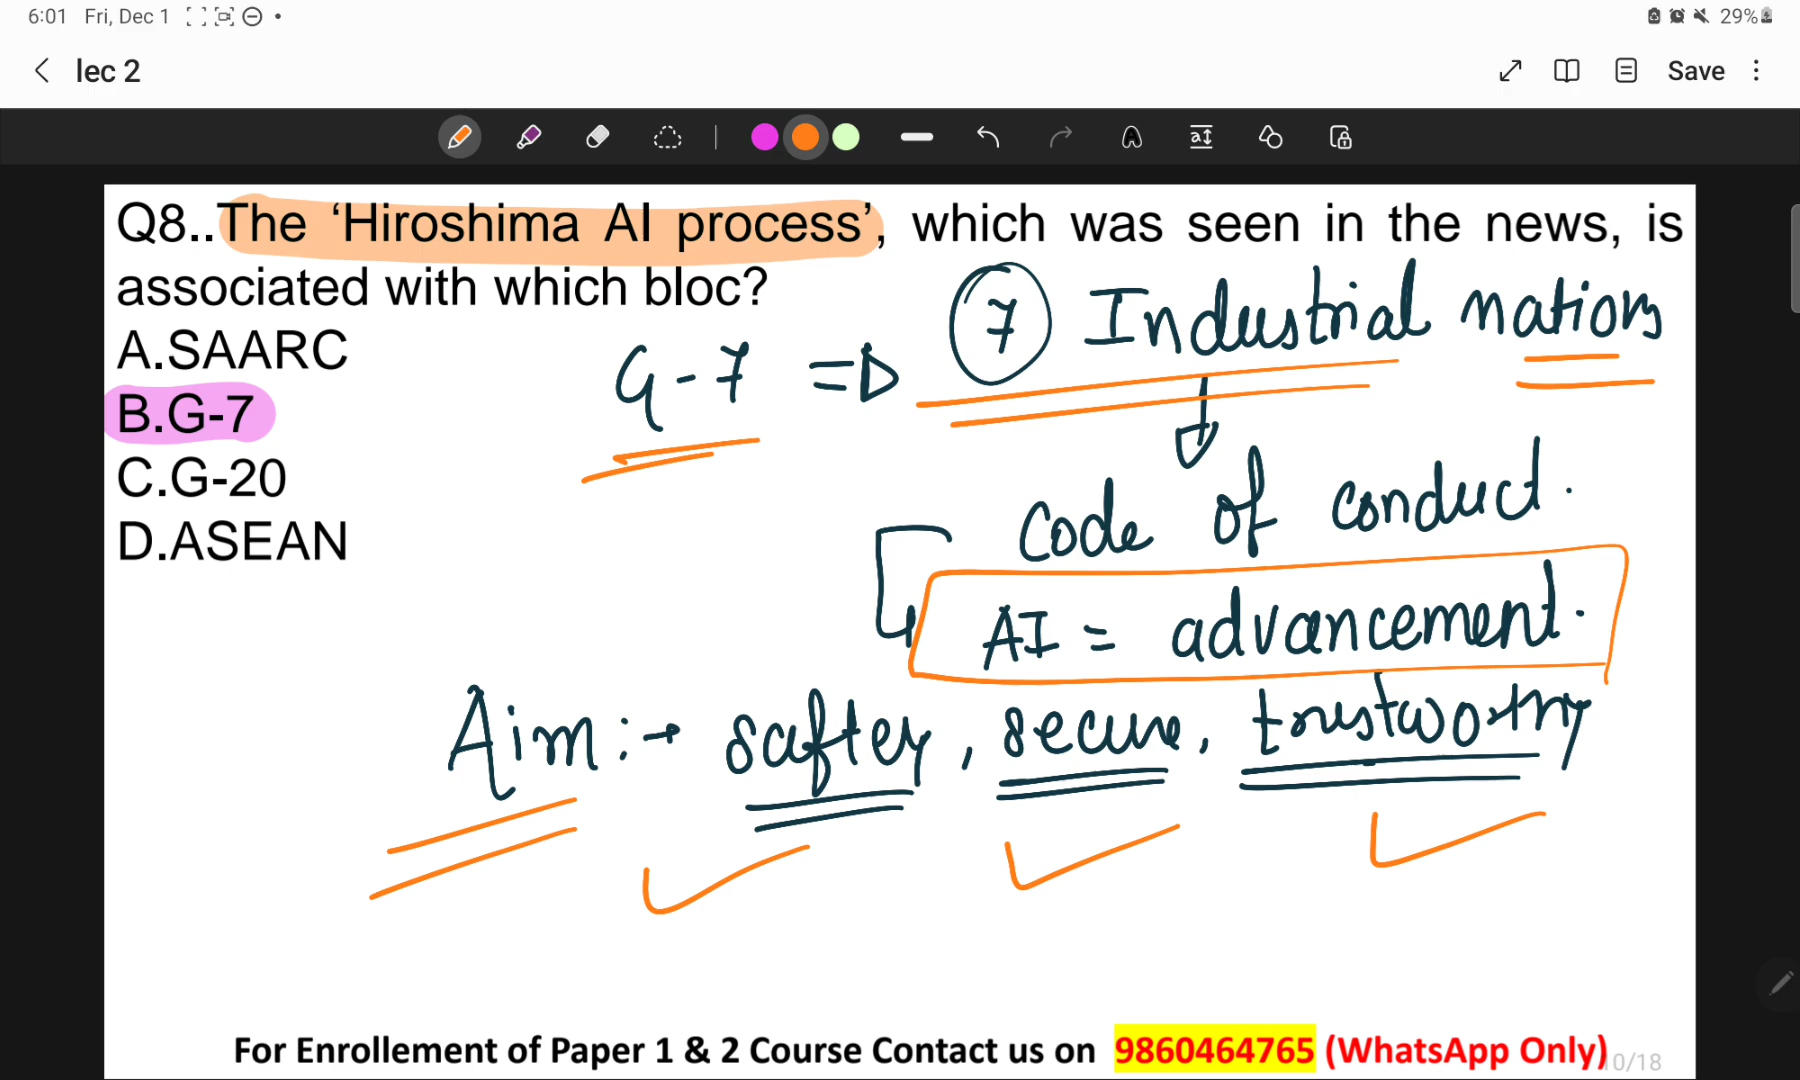 6:01 Fri, Dec 1 29%
lec 2 Save
Q8..The ‘Hiroshima AI process’, which was seen in the news, is
associated with which bloc?
A.SAARC
B.G-7
C.G-20
D.ASEAN
G-7 => 7 Industrial nations
Code of conduct.
AI = advancement.
Aim:→ saftey, secure, trustworthy
For Enrollement of Paper 1 & 2 Course Contact us on 9860464765 (WhatsApp Only)
10/18